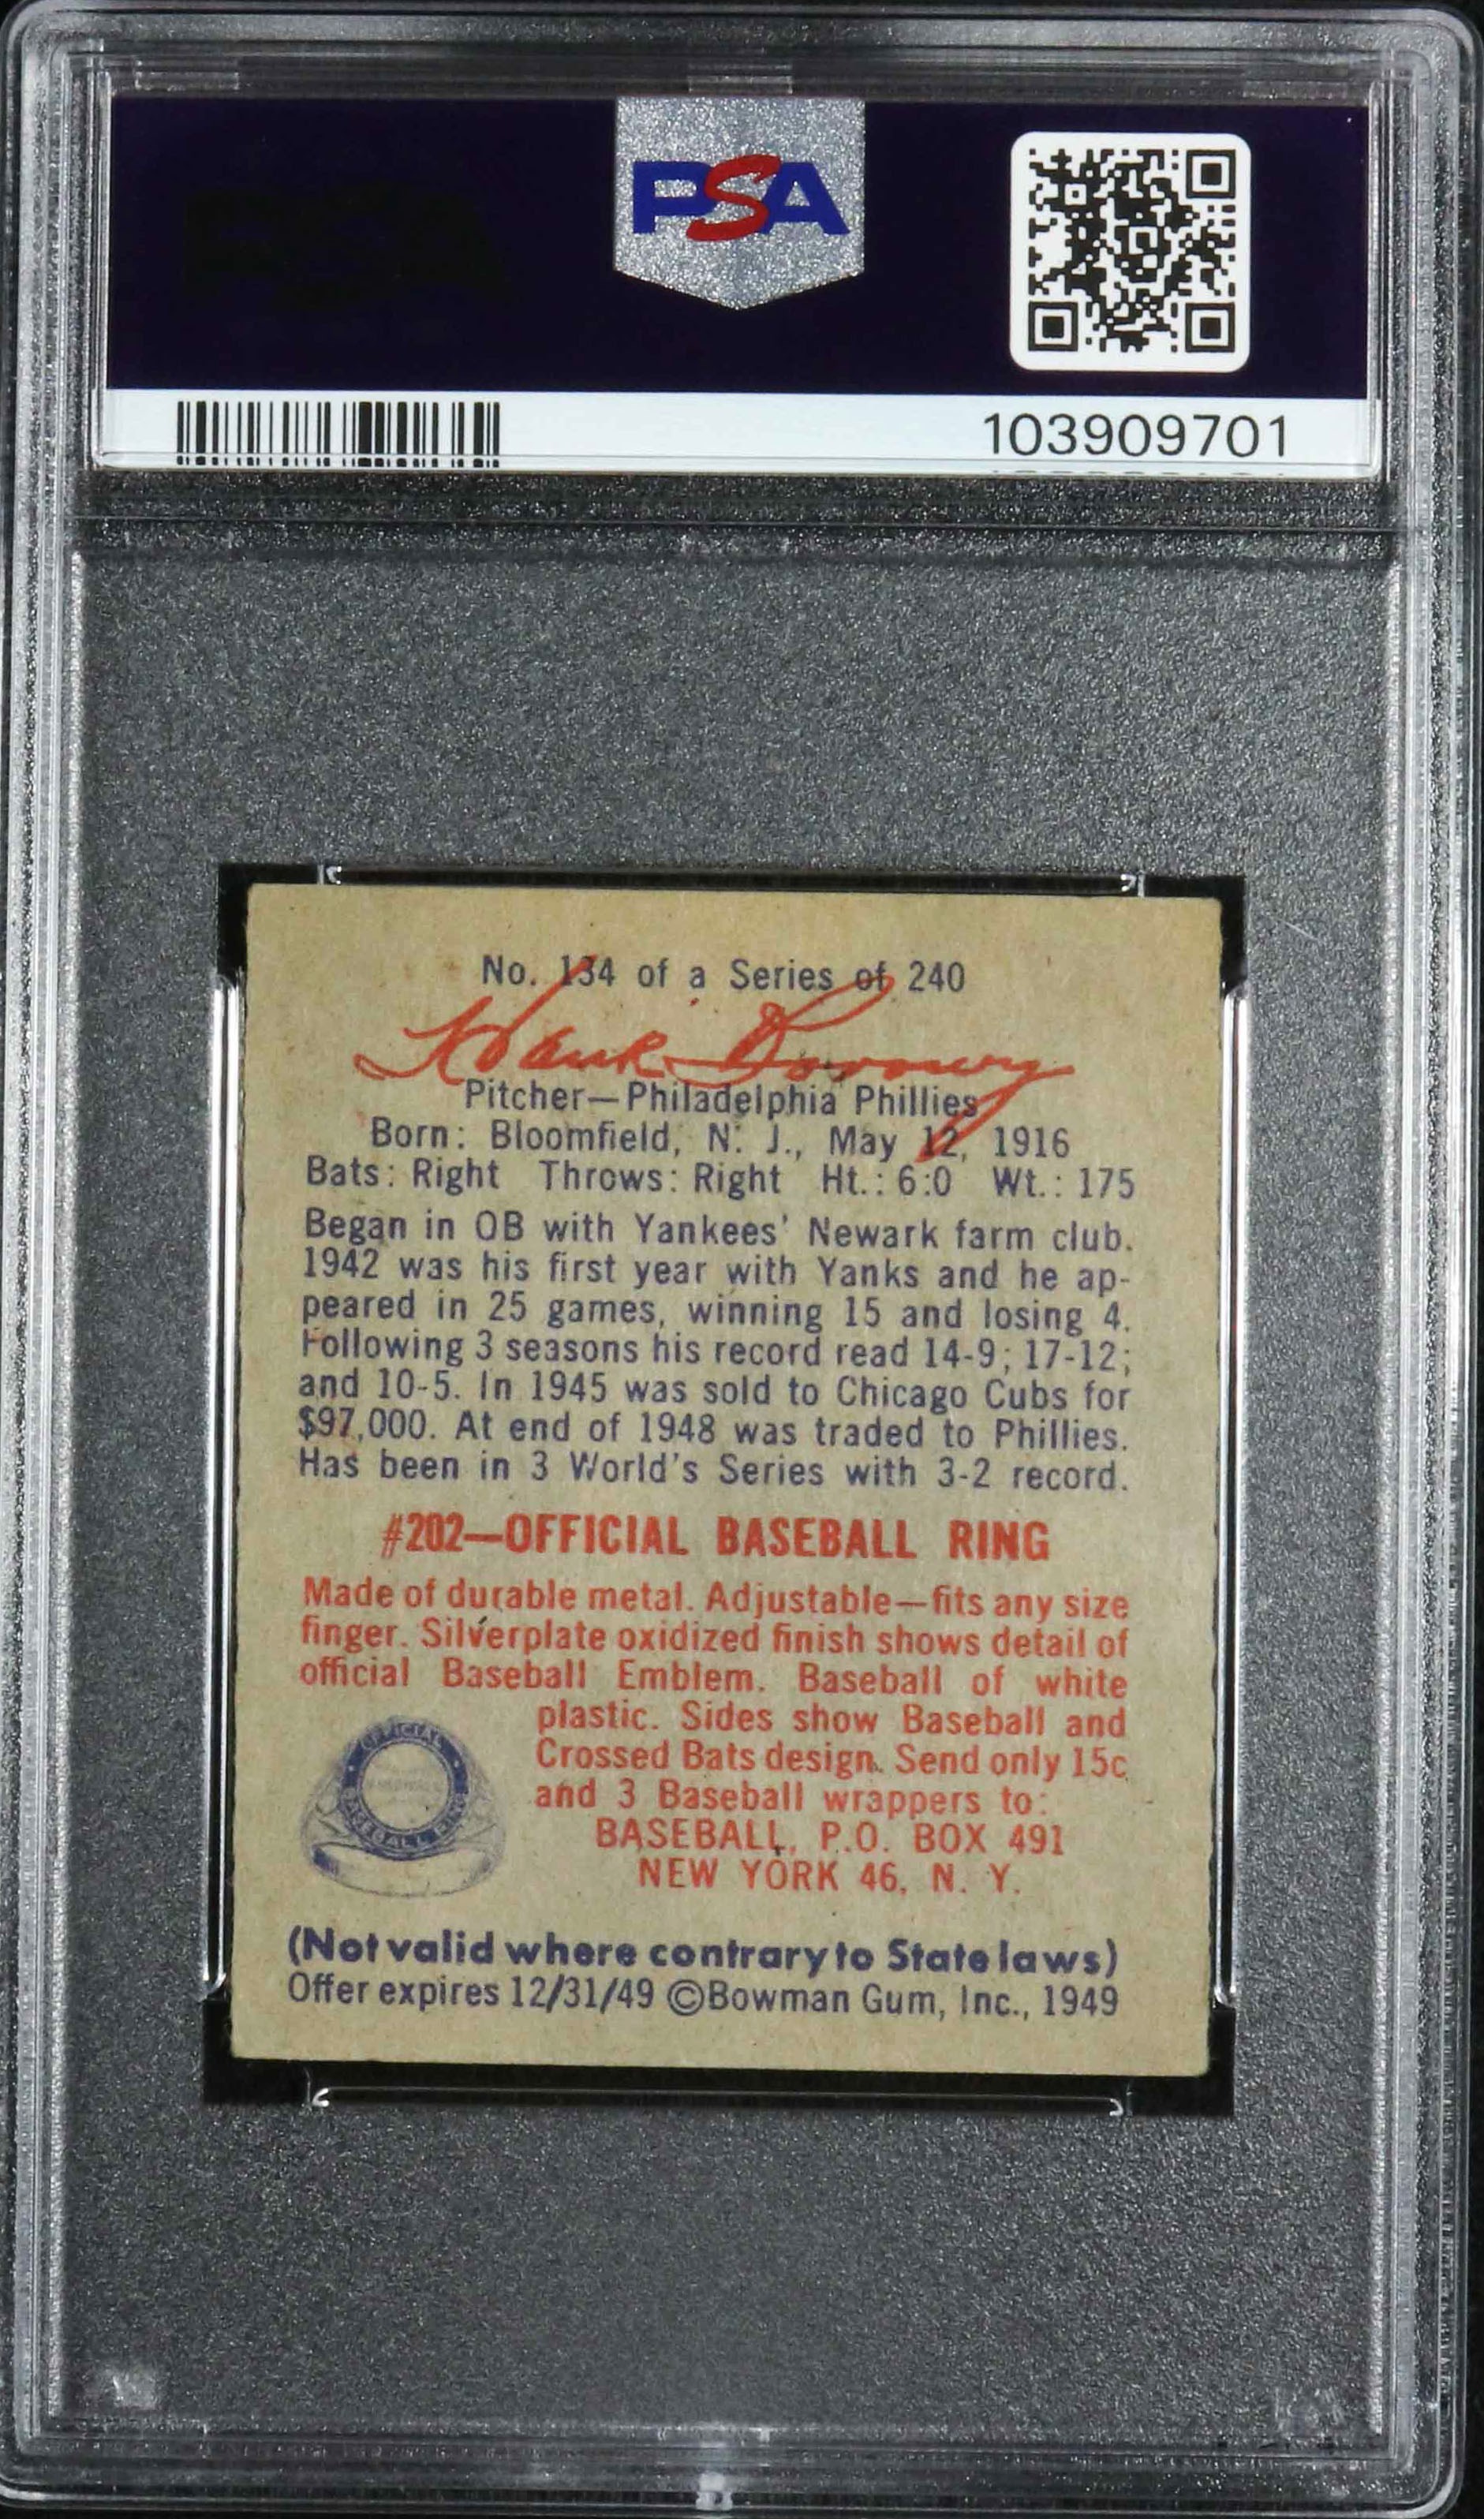 PSA
103909701
No. 134 of a Series of 240
Hank Borowy
Pitcher—Philadelphia Phillies
Born: Bloomfield, N. J., May 12, 1916
Bats: Right Throws: Right Ht.: 6:0 Wt.: 175
Began in OB with Yankees' Newark farm club.
1942 was his first year with Yanks and he ap-
peared in 25 games, winning 15 and losing 4.
Following 3 seasons his record read 14-9; 17-12;
and 10-5. In 1945 was sold to Chicago Cubs for
$97,000. At end of 1948 was traded to Phillies.
Has been in 3 World's Series with 3-2 record.
#202—OFFICIAL BASEBALL RING
Made of durable metal. Adjustable—fits any size
finger. Silverplate oxidized finish shows detail of
official Baseball Emblem. Baseball of white
plastic. Sides show Baseball and
Crossed Bats design. Send only 15c
and 3 Baseball wrappers to:
BASEBALL, P.O. BOX 491
NEW YORK 46, N. Y.
OFFICIAL
BASEBALL RING
(Not valid where contrary to State laws)
Offer expires 12/31/49 ©Bowman Gum, Inc., 1949